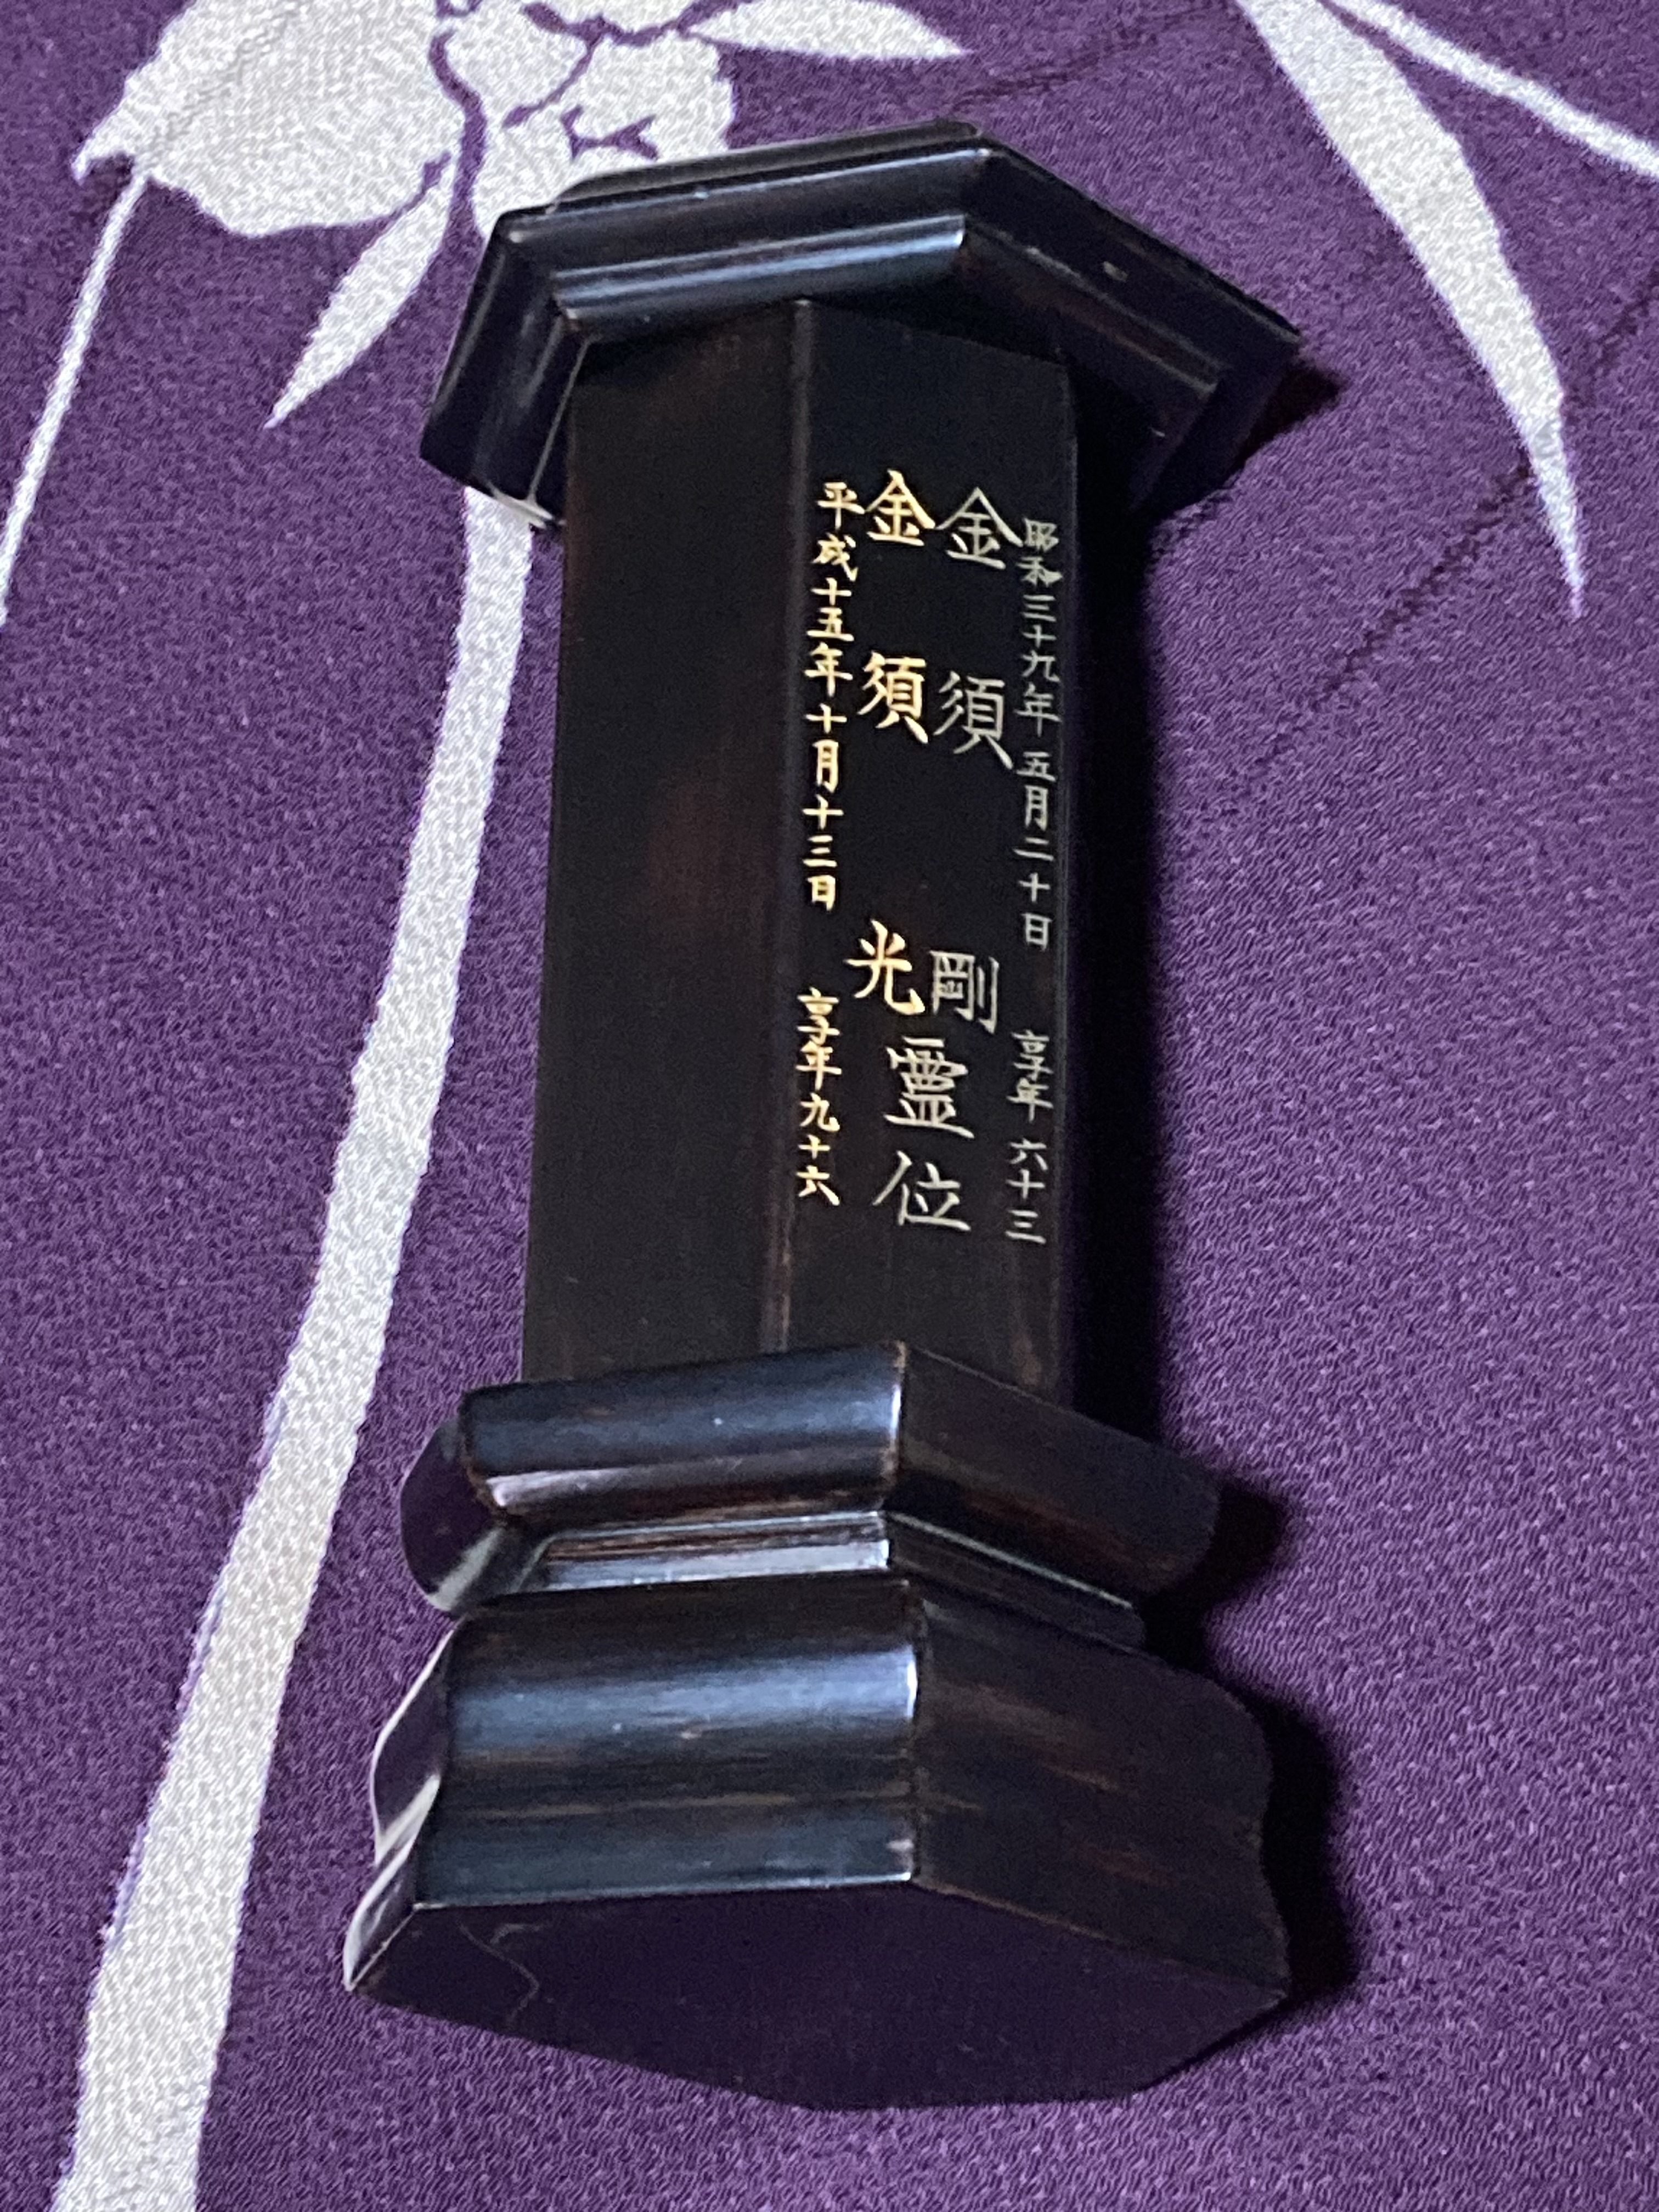 昭和三十九年五月二十日 享年六十三
金須 剛
金須 光
霊位
平成十五年十月十三日 享年九十六